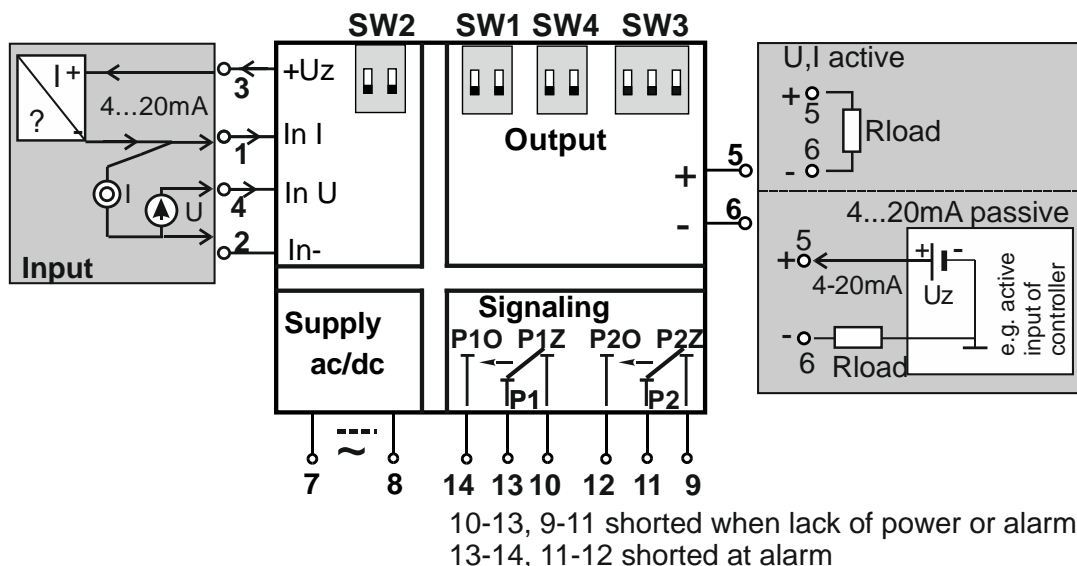 SW2 SW1 SW4 SW3
I + 3 +Uz
4...20mA
? -
1 In I
Output
I U 4 In U
2 In-
Input
+ 5
- 6
U,I active
+ 5
Rload
- 6
4...20mA passive
+ 5
4-20mA
+ -
Uz
- 6 Rload
e.g. active
input of
controller
Supply
ac/dc
Signaling
P1O P1Z P2O P2Z
P1 P2
7 ~ 8 14 13 10 12 11 9
10-13, 9-11 shorted when lack of power or alarm
13-14, 11-12 shorted at alarm